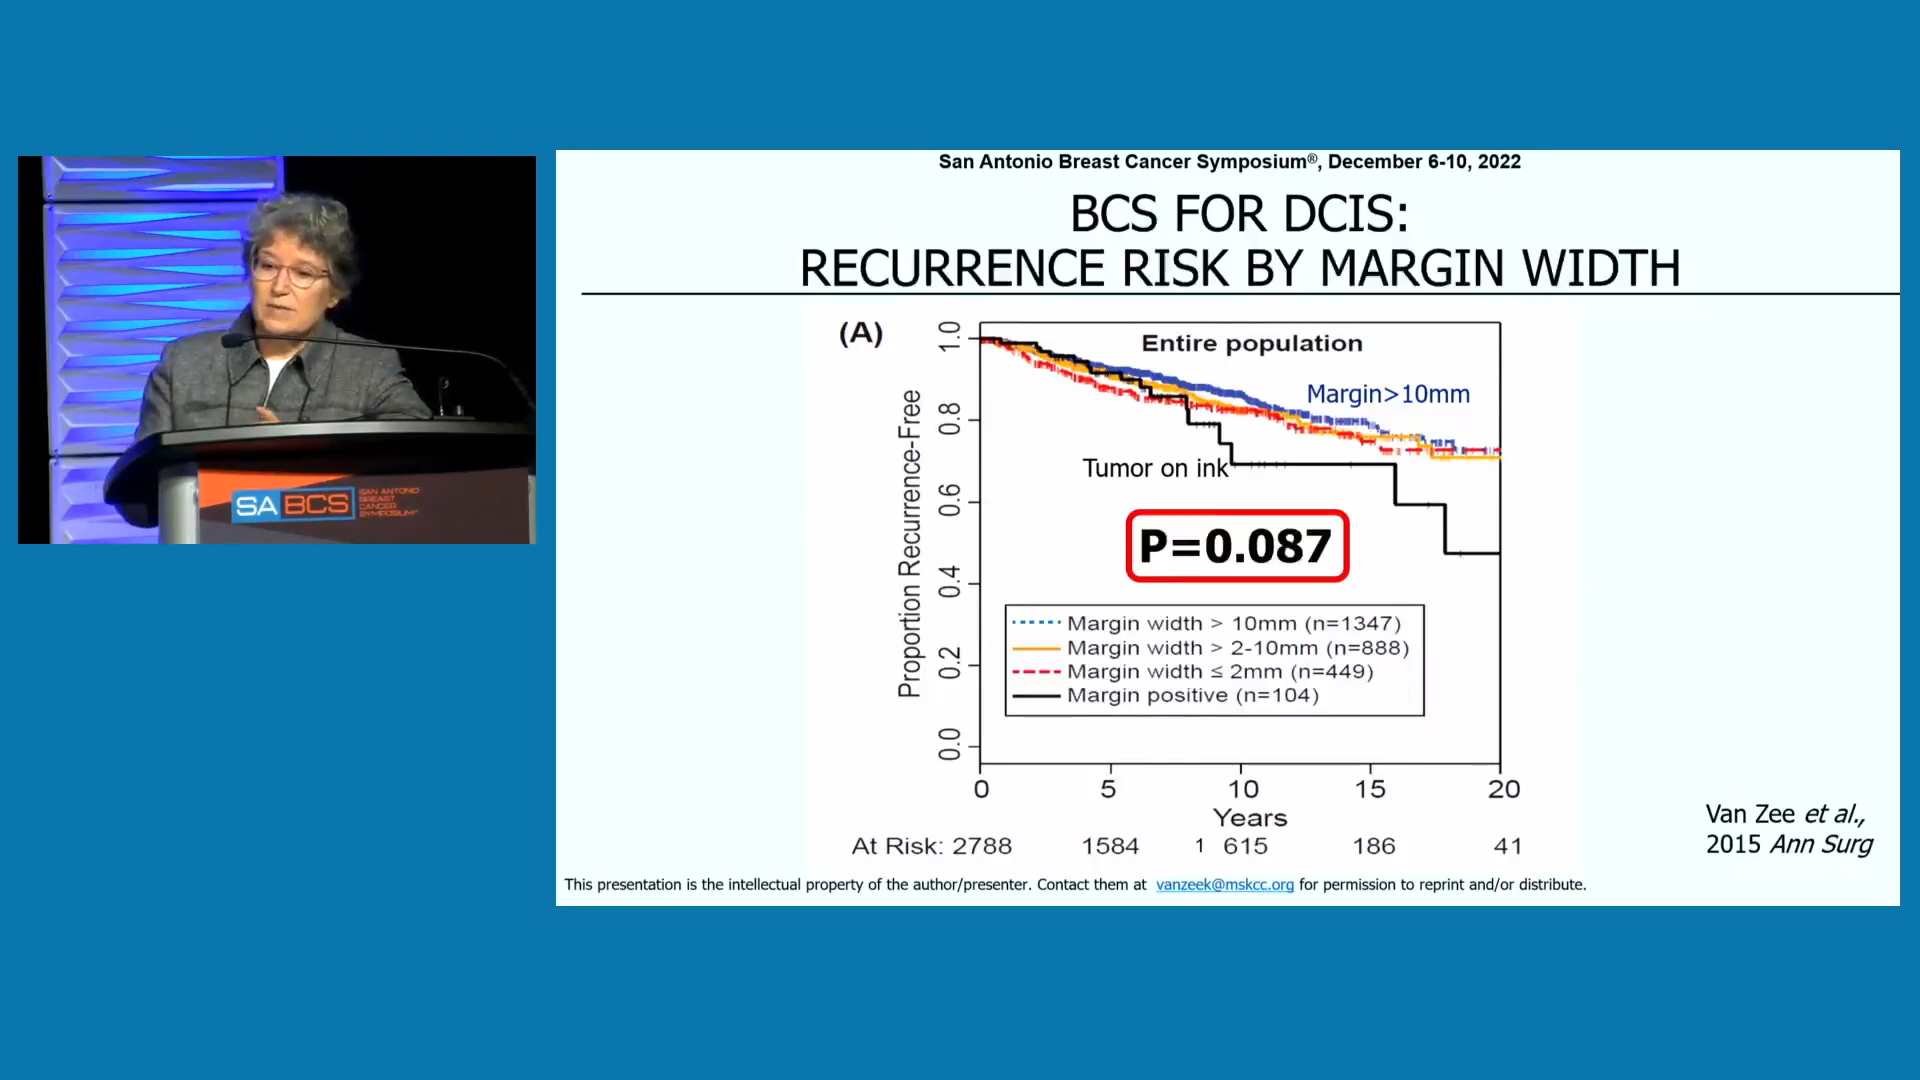 San Antonio Breast Cancer Symposium®, December 6-10, 2022
BCS FOR DCIS:
RECURRENCE RISK BY MARGIN WIDTH
(A)
Entire population
Margin>10mm
Tumor on ink
P=0.087
Proportion Recurrence-Free
1.0
0.8
0.6
0.4
0.2
0.0
Margin width > 10mm (n=1347)
Margin width > 2-10mm (n=888)
Margin width ≤ 2mm (n=449)
Margin positive (n=104)
0 5 10 15 20
Years
At Risk: 2788 1584 1 615 186 41
Van Zee et al.,
2015 Ann Surg
This presentation is the intellectual property of the author/presenter. Contact them at vanzeek@mskcc.org for permission to reprint and/or distribute.
SABCS
SAN ANTONIO
BREAST
CANCER
SYMPOSIUM®